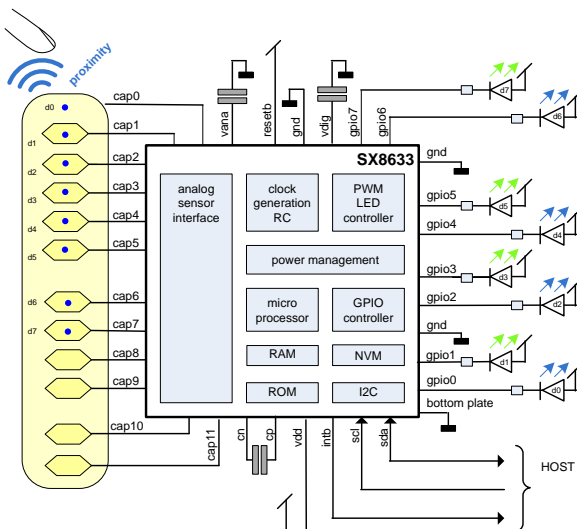 proximity
d0
cap0
d1
cap1
d2
cap2
d3
cap3
d4
cap4
d5
cap5
d6
cap6
d7
cap7
cap8
cap9
cap10
cap11
vana
resetb
gnd
vdig
gpio7
gpio6
d7
d6
SX8633
gnd
analog
sensor
interface
clock
generation
RC
PWM
LED
controller
power management
micro
processor
GPIO
controller
RAM
NVM
ROM
I2C
gpio5
d5
gpio4
d4
gpio3
d3
gpio2
d2
gnd
gpio1
d1
gpio0
d0
bottom plate
cn
cp
vdd
intb
scl
sda
HOST